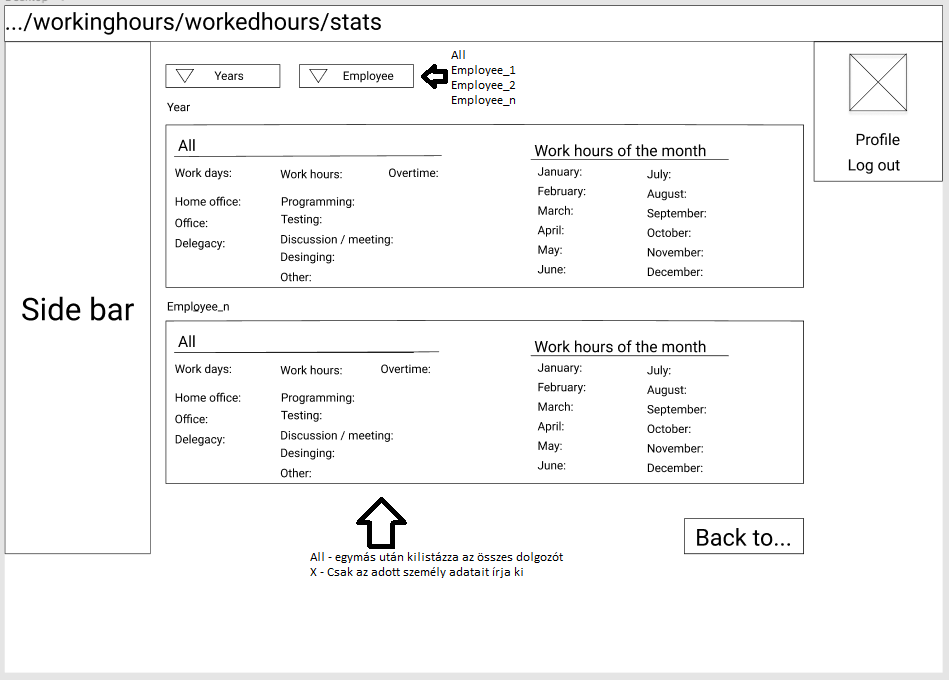 .../workinghours/workedhours/stats
Side bar
Years
Employee
All
Employee_1
Employee_2
Employee_n
Profile
Log out
Year
All
Work days:
Work hours:
Overtime:
Home office:
Office:
Delegacy:
Programming:
Testing:
Discussion / meeting:
Desinging:
Other:
Work hours of the month
January:
February:
March:
April:
May:
June:
July:
August:
September:
October:
November:
December:
Employee_n
All
Work days:
Work hours:
Overtime:
Home office:
Office:
Delegacy:
Programming:
Testing:
Discussion / meeting:
Desinging:
Other:
Work hours of the month
January:
February:
March:
April:
May:
June:
July:
August:
September:
October:
November:
December:
All - egymás után kilistázza az összes dolgozót
X - Csak az adott személy adatait írja ki
Back to...